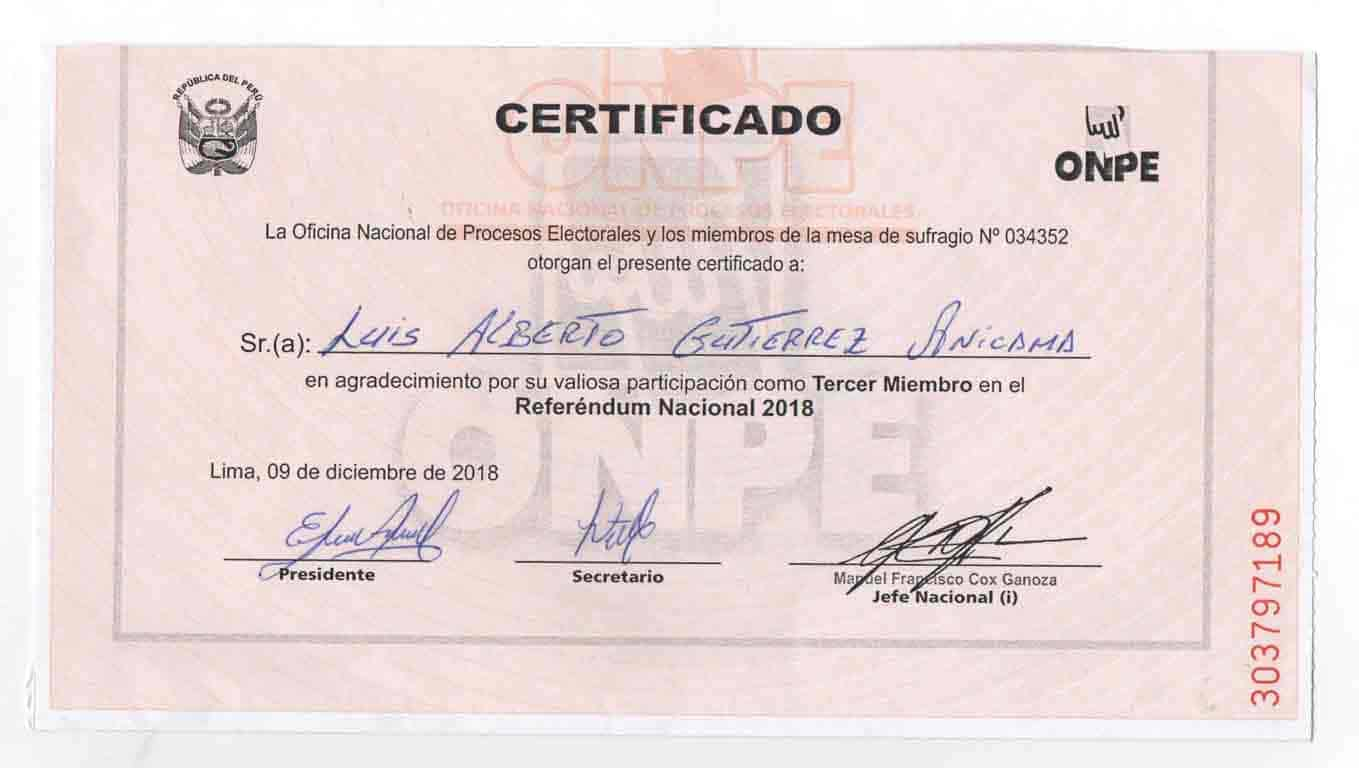 REPÚBLICA DEL PERÚ
CERTIFICADO
ONPE
ONPE
OFICINA NACIONAL DE PROCESOS ELECTORALES
La Oficina Nacional de Procesos Electorales y los miembros de la mesa de sufragio Nº 034352
otorgan el presente certificado a:
Sr.(a): Luis Alberto Gutierrez Anicama
en agradecimiento por su valiosa participación como Tercer Miembro en el
Referéndum Nacional 2018
ONPE
Lima, 09 de diciembre de 2018
Presidente
Secretario
Manuel Francisco Cox Ganoza
Jefe Nacional (i)
303797189